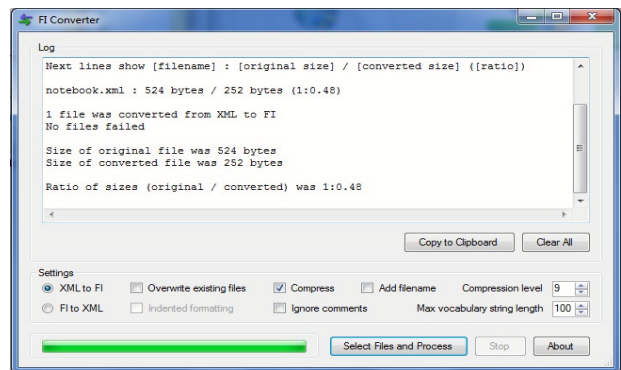 FI Converter
Log
Next lines show [filename] : [original size] / [converted size] ([ratio])
notebook.xml : 524 bytes / 252 bytes (1:0.48)
1 file was converted from XML to FI
No files failed
Size of original file was 524 bytes
Size of converted file was 252 bytes
Ratio of sizes (original / converted) was 1:0.48
Copy to Clipboard Clear All
Settings
XML to FI Overwrite existing files Compress Add filename Compression level 9
FI to XML Indented formatting Ignore comments Max vocabulary string length 100
Select Files and Process Stop About